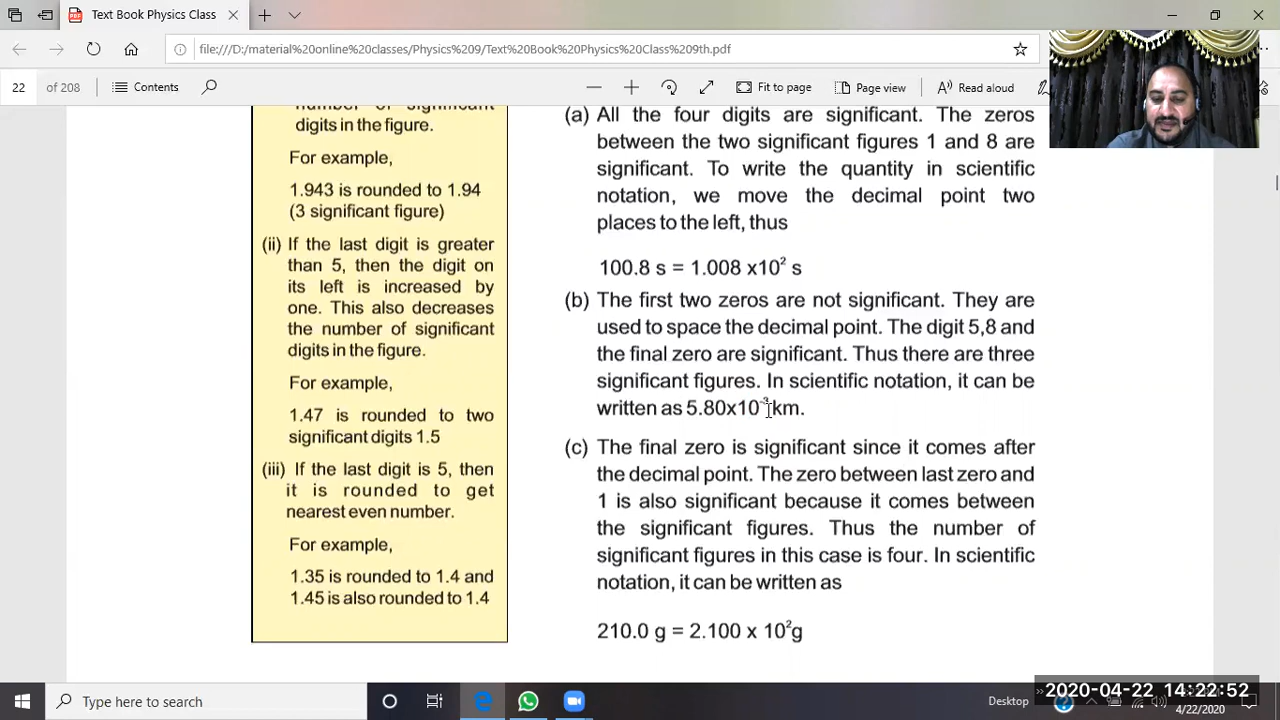 Text Book Physics Class
file:///D:/material%20online%20classes/Physics%209/Text%20Book%20Physics%20Class%209th.pdf
22 of 208 Contents Fit to page Page view Read aloud
number of significant
digits in the figure.
For example,
1.943 is rounded to 1.94
(3 significant figure)
(ii) If the last digit is greater
than 5, then the digit on
its left is increased by
one. This also decreases
the number of significant
digits in the figure.
For example,
1.47 is rounded to two
significant digits 1.5
(iii) If the last digit is 5, then
it is rounded to get
nearest even number.
For example,
1.35 is rounded to 1.4 and
1.45 is also rounded to 1.4
(a) All the four digits are significant. The zeros
between the two significant figures 1 and 8 are
significant. To write the quantity in scientific
notation, we move the decimal point two
places to the left, thus
100.8 s = 1.008 x10² s
(b) The first two zeros are not significant. They are
used to space the decimal point. The digit 5,8 and
the final zero are significant. Thus there are three
significant figures. In scientific notation, it can be
written as 5.80x10⁻³ km.
(c) The final zero is significant since it comes after
the decimal point. The zero between last zero and
1 is also significant because it comes between
the significant figures. Thus the number of
significant figures in this case is four. In scientific
notation, it can be written as
210.0 g = 2.100 x 10²g
Type here to search
Desktop
2020-04-22 14:22:52
4/22/2020